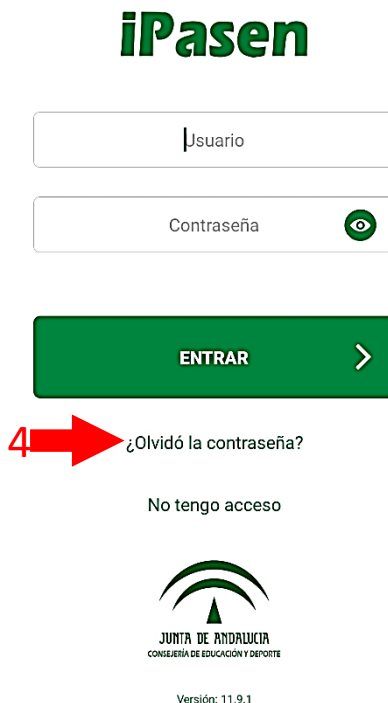 iPasen
Usuario
Contraseña
ENTRAR
4
¿Olvidó la contraseña?
No tengo acceso
JUNTA DE ANDALUCIA
CONSEJERÍA DE EDUCACIÓN Y DEPORTE
Versión: 11.9.1